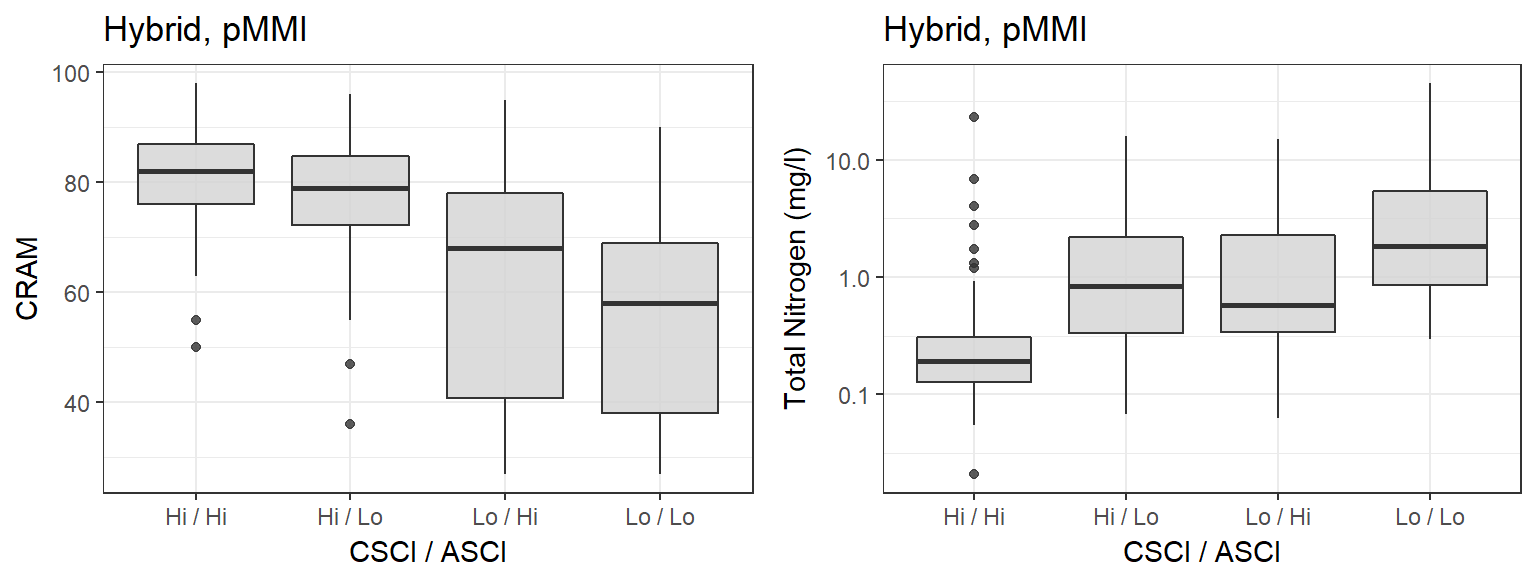 Hybrid, pMMI
CRAM
100
80
60
40
Hi / Hi
Hi / Lo
Lo / Hi
Lo / Lo
CSCI / ASCI
Hybrid, pMMI
Total Nitrogen (mg/l)
10.0
1.0
0.1
Hi / Hi
Hi / Lo
Lo / Hi
Lo / Lo
CSCI / ASCI